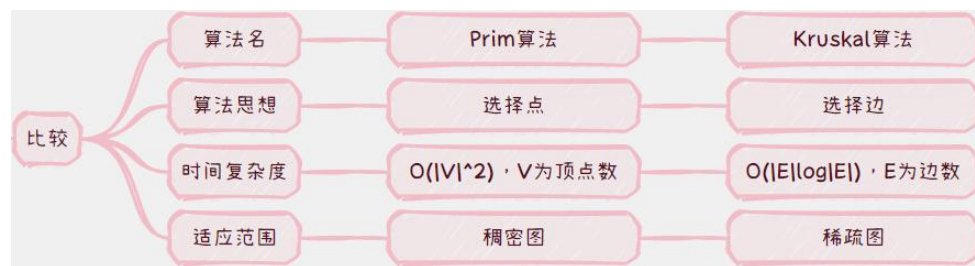 比较
算法名
Prim算法
Kruskal算法
算法思想
选择点
选择边
时间复杂度
O(|V|^2)，V为顶点数
O(|E|log|E|)，E为边数
适应范围
稠密图
稀疏图